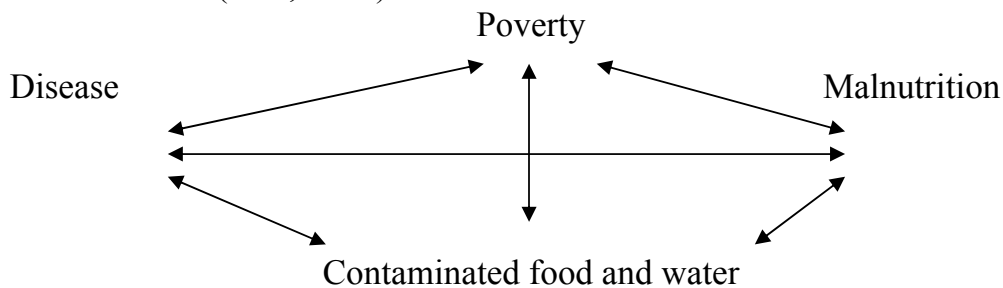 Poverty
Disease
Malnutrition
Contaminated food and water